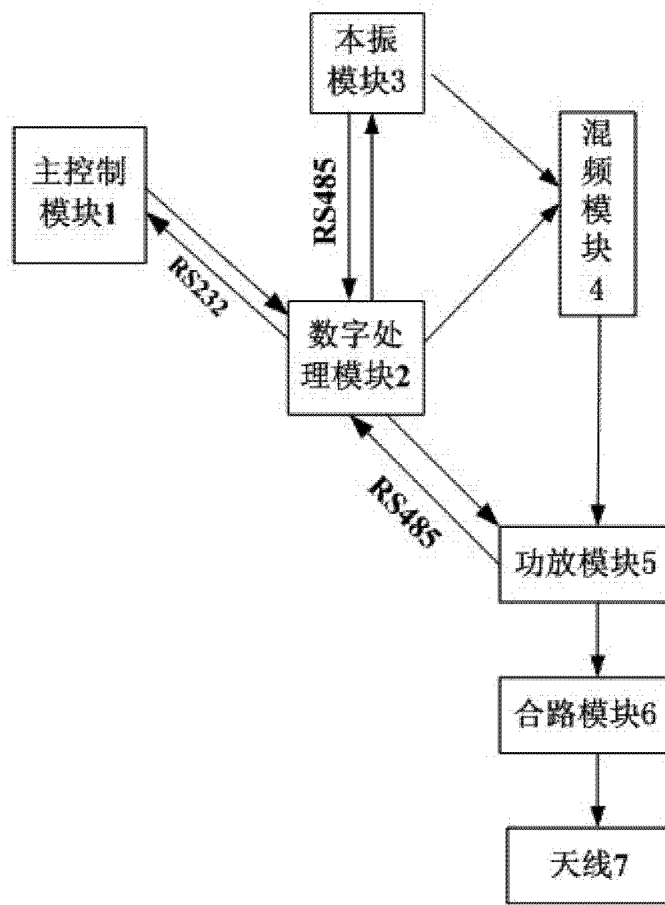 本振
模块3
主控制
模块1
混
频
模
块
4
RS485
RS232
数字处
理模块2
RS485
功放模块5
合路模块6
天线7